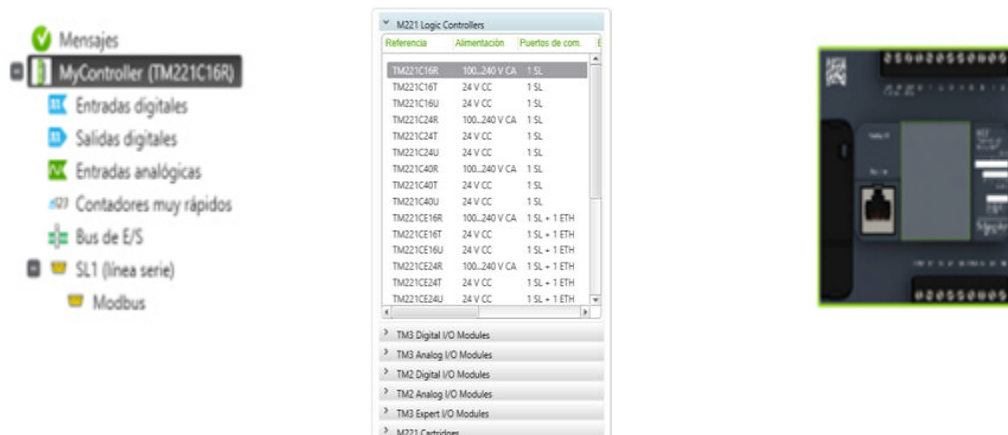 Mensajes
MyController (TM221C16R)
Entradas digitales
Salidas digitales
Entradas analógicas
Contadores muy rápidos
Bus de E/S
SL1 (línea serie)
Modbus
M221 Logic Controllers
Referencia Alimentación Puertos de com. E
TM221C16R 100...240 V CA 1 SL
TM221C16T 24 V CC 1 SL
TM221C16U 24 V CC 1 SL
TM221C24R 100...240 V CA 1 SL
TM221C24T 24 V CC 1 SL
TM221C24U 24 V CC 1 SL
TM221C40R 100...240 V CA 1 SL
TM221C40T 24 V CC 1 SL
TM221C40U 24 V CC 1 SL
TM221CE16R 100...240 V CA 1 SL + 1 ETH
TM221CE16T 24 V CC 1 SL + 1 ETH
TM221CE16U 24 V CC 1 SL + 1 ETH
TM221CE24R 100...240 V CA 1 SL + 1 ETH
TM221CE24T 24 V CC 1 SL + 1 ETH
TM221CE24U 24 V CC 1 SL + 1 ETH
TM3 Digital I/O Modules
TM3 Analog I/O Modules
TM2 Digital I/O Modules
TM2 Analog I/O Modules
TM3 Expert I/O Modules
M221 Cartridges